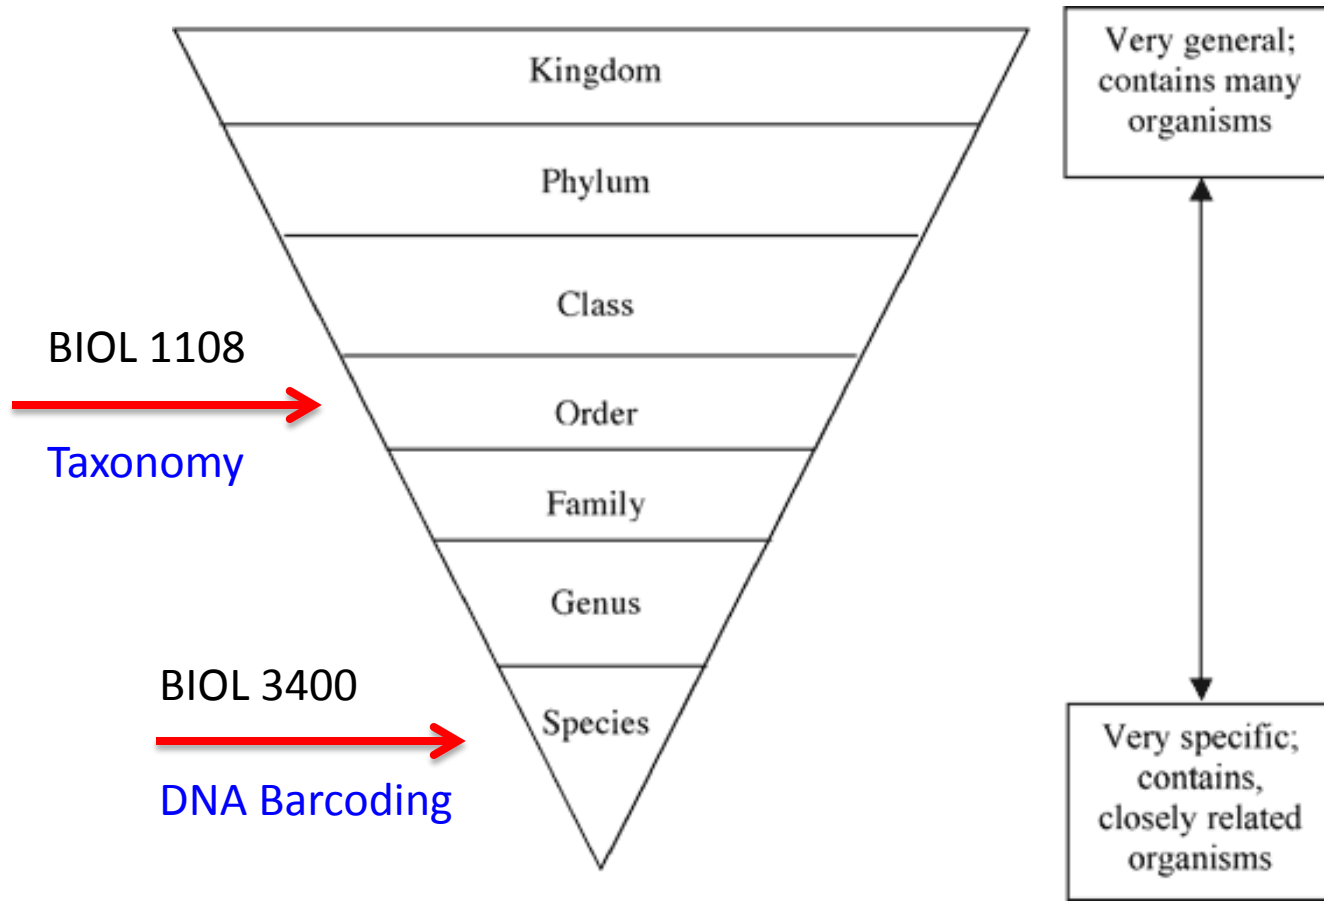 Kingdom
Phylum
Class
Order
Family
Genus
Species
BIOL 1108
Taxonomy
BIOL 3400
DNA Barcoding
Very general;
contains many
organisms
Very specific;
contains,
closely related
organisms